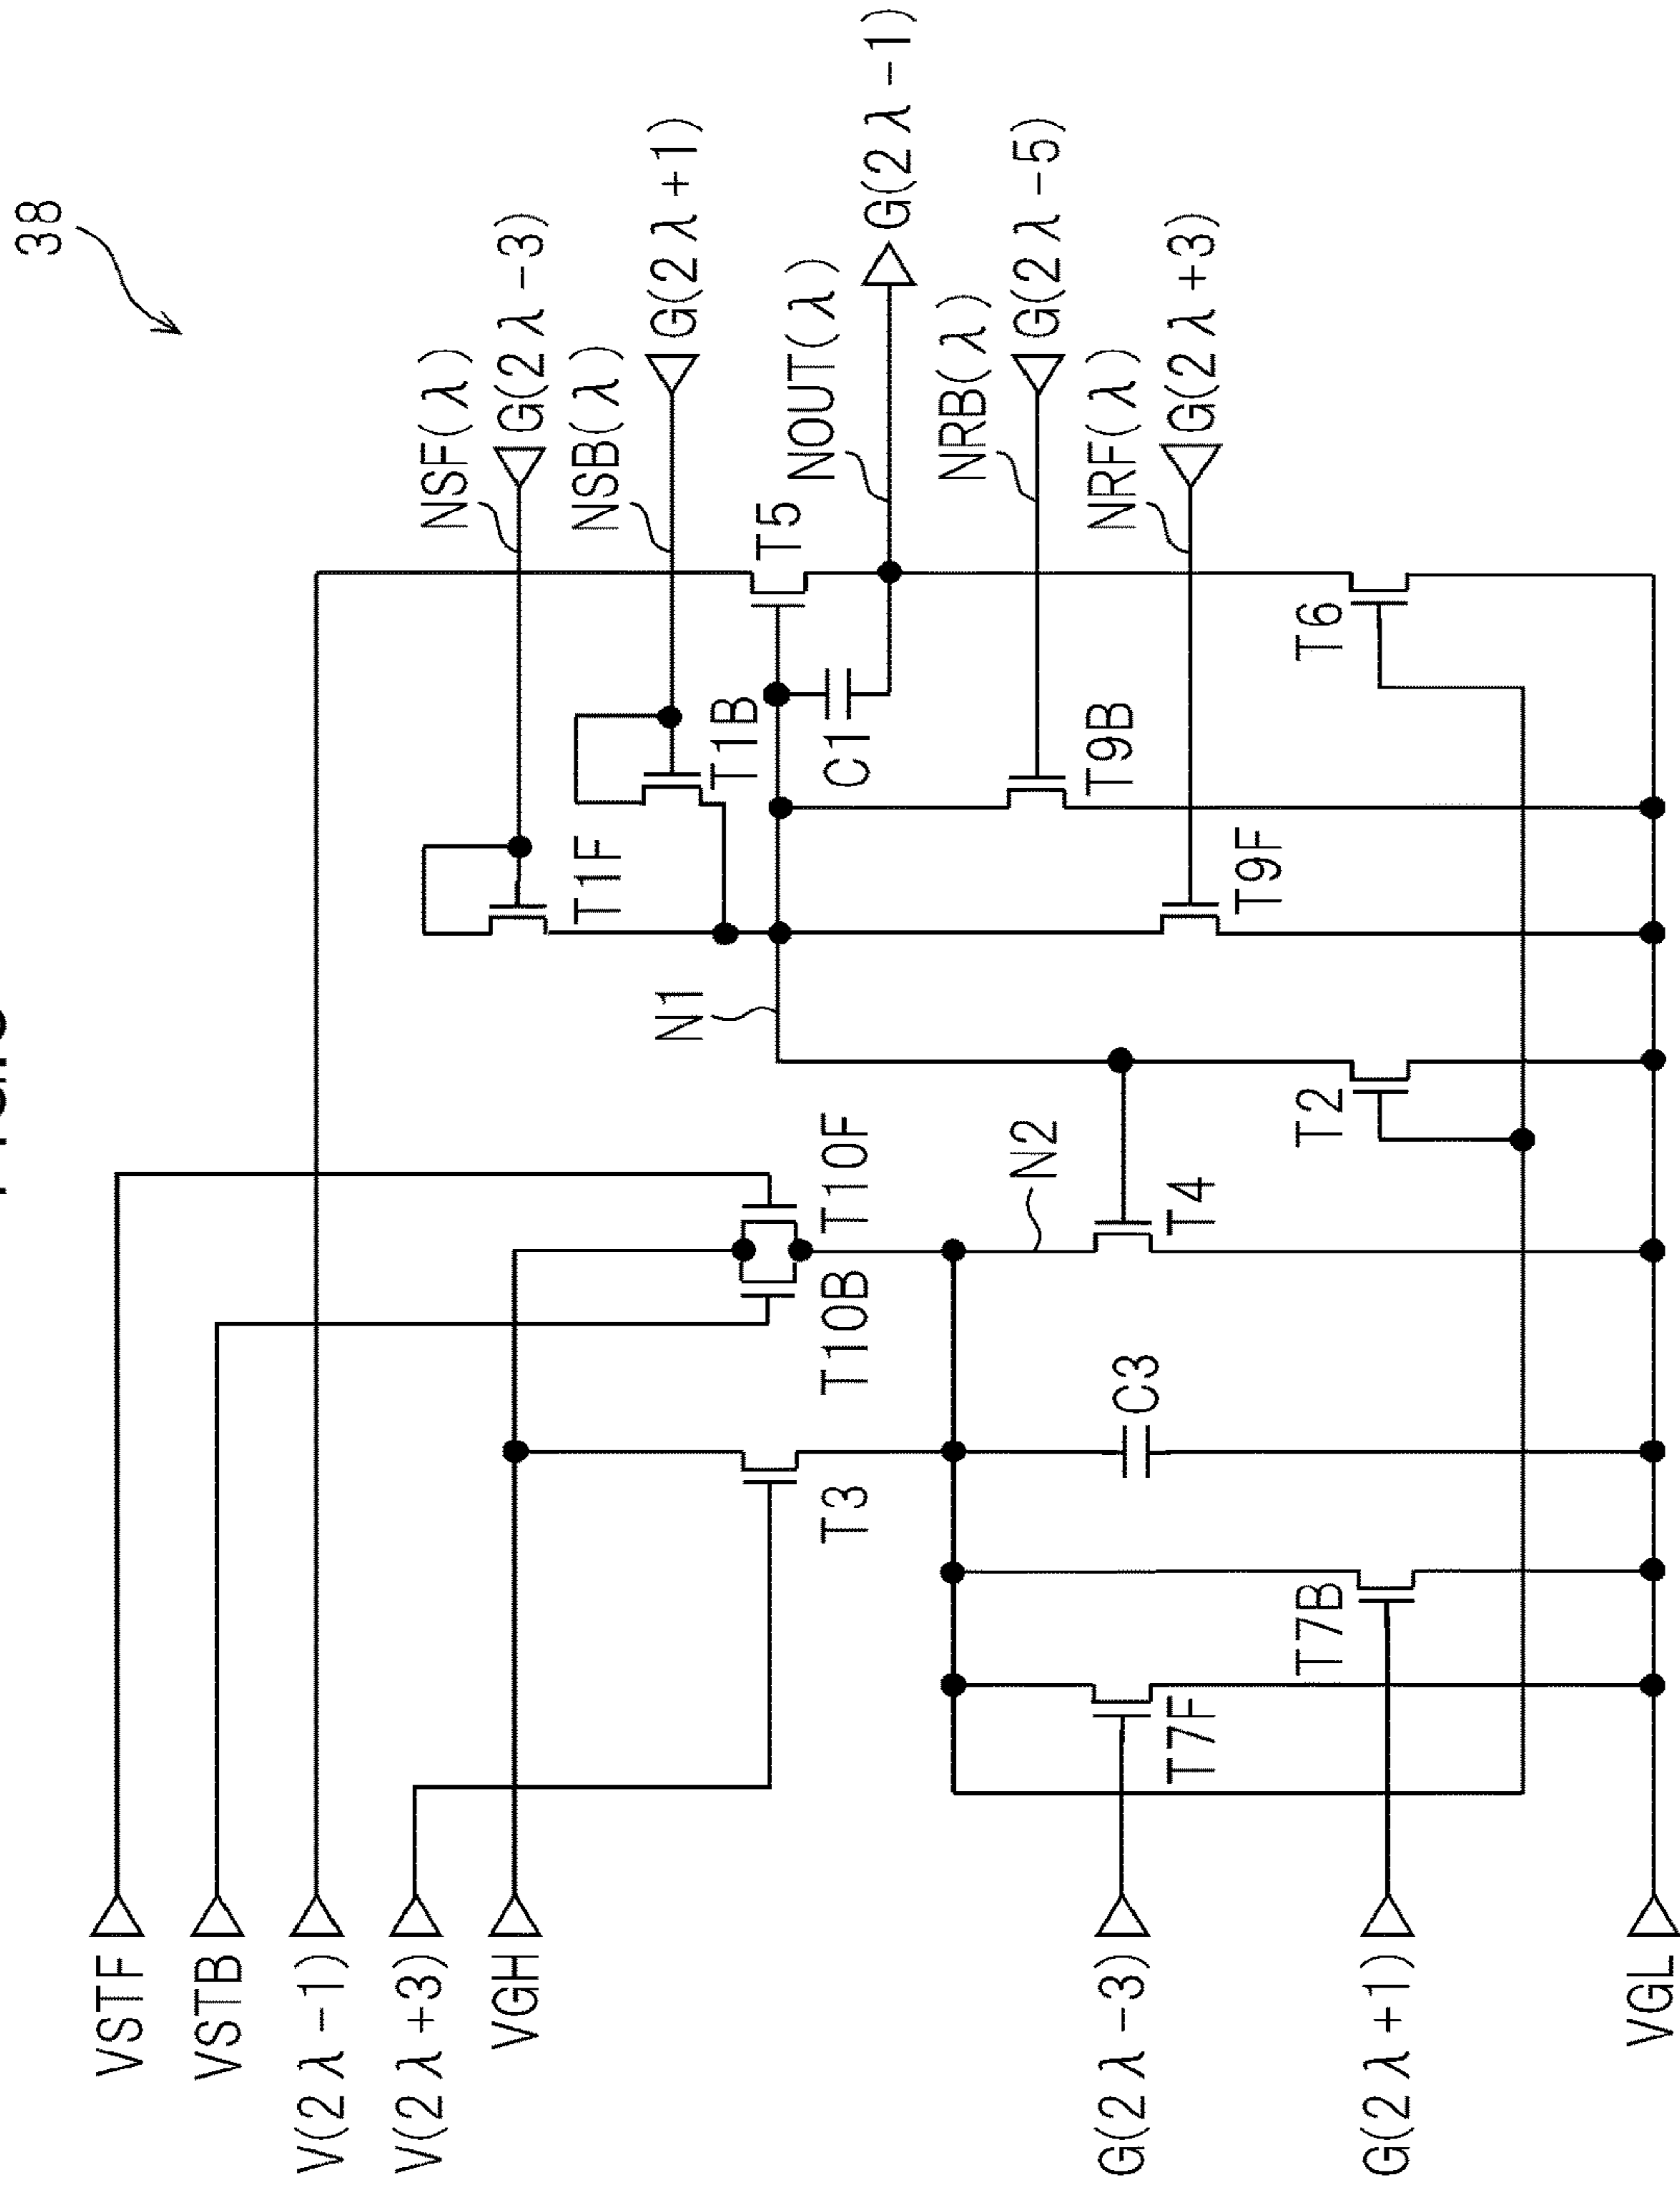 38
VSTF
VSTB
V(2λ-1)
V(2λ+3)
VGH
G(2λ-3)
G(2λ+1)
VGL
NSF(λ)
G(2λ-3)
NSB(λ)
G(2λ+1)
NOUT(λ)
G(2λ-1)
NRB(λ)
G(2λ-5)
NRF(λ)
G(2λ+3)
T1F
T1B
T5
C1
T9B
T9F
T6
N1
T10F
T10B
N2
T4
T2
T3
C3
T7B
T7F